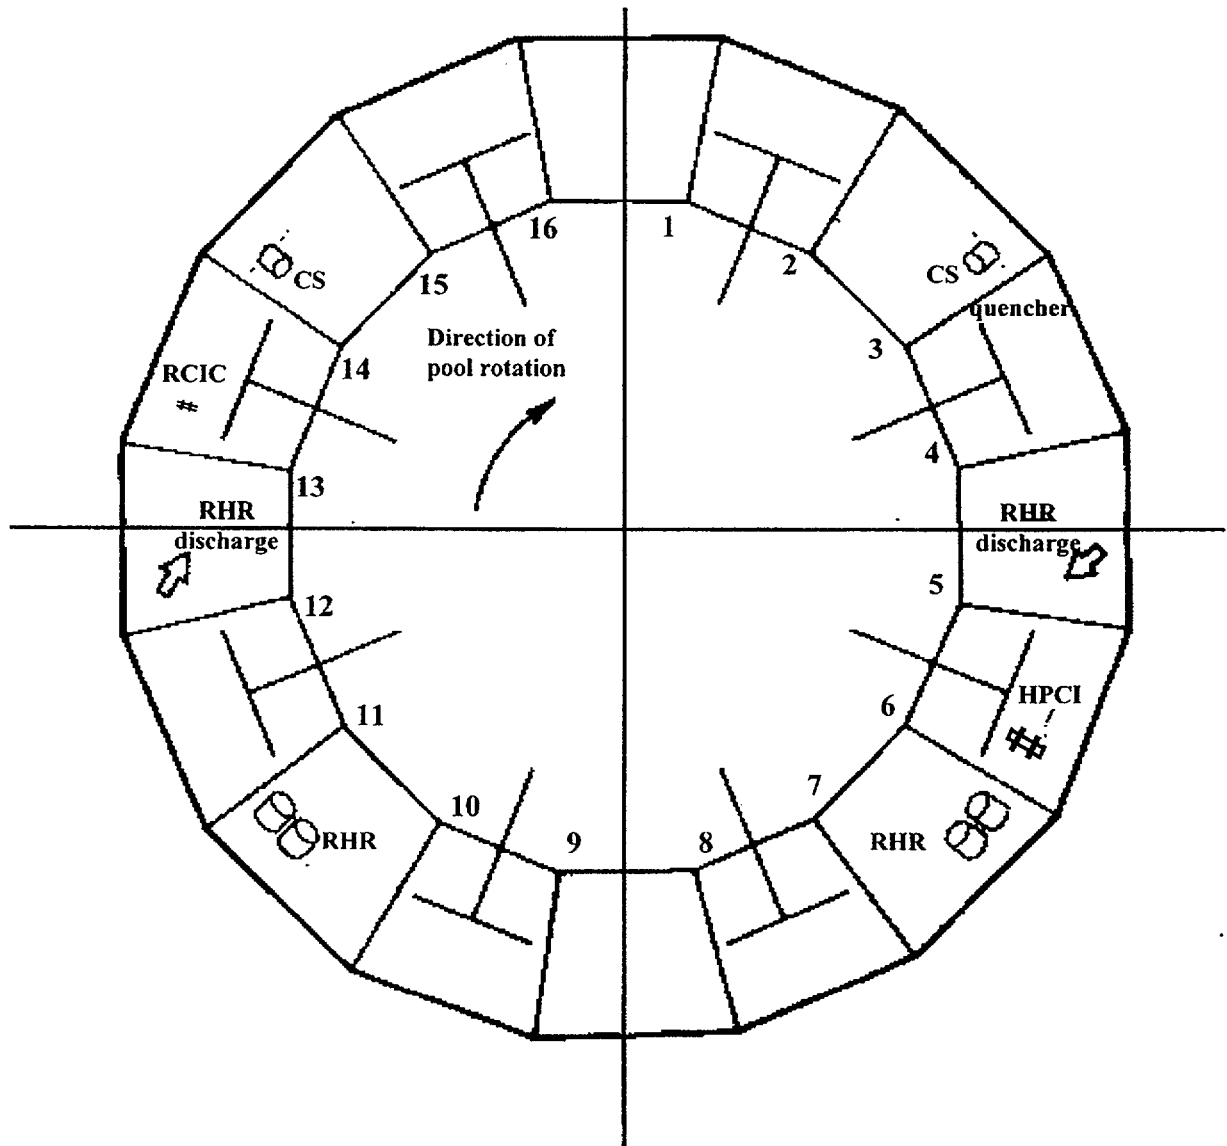 16
1
15
2
CS
CS
quencher
Direction of
pool rotation
3
14
RCIC
4
13
RHR
discharge
RHR
discharge
5
12
HPCI
11
6
10
7
RHR
RHR
9
8